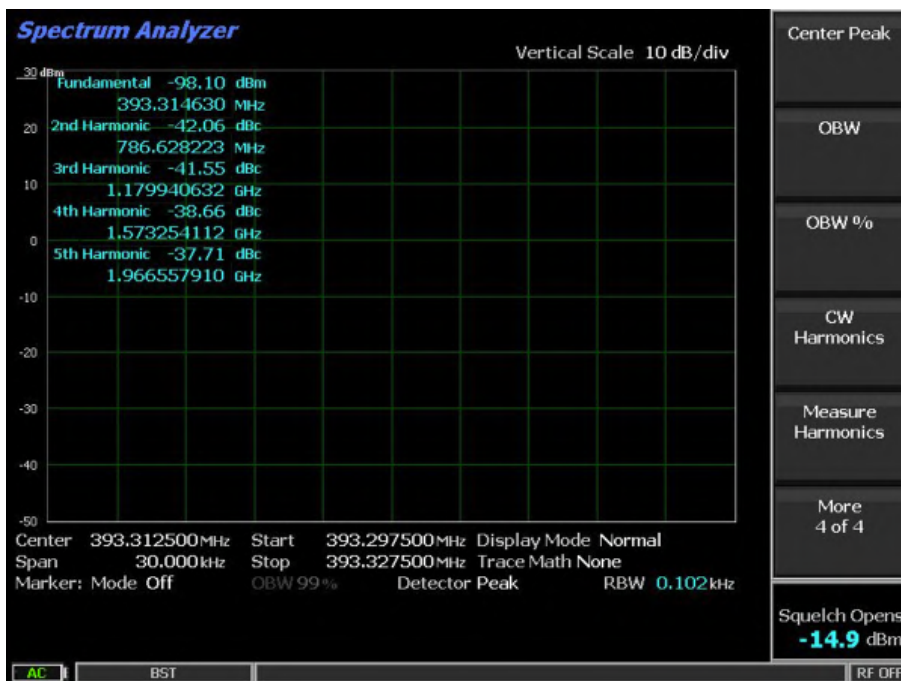 Spectrum Analyzer
Vertical Scale 10 dB/div
30 dBm
Fundamental -98.10 dBm
393.314630 MHz
20
2nd Harmonic -42.06 dBc
786.628223 MHz
3rd Harmonic -41.55 dBc
10
1.179940632 GHz
4th Harmonic -38.66 dBc
1.573254112 GHz
0
5th Harmonic -37.71 dBc
1.966557910 GHz
-10
-20
-30
-40
-50
Center 393.312500 MHz Start 393.297500 MHz Display Mode Normal
Span 30.000 kHz Stop 393.327500 MHz Trace Math None
Marker: Mode Off OBW 99 % Detector Peak RBW 0.102 kHz
Center Peak
OBW
OBW %
CW
Harmonics
Measure
Harmonics
More
4 of 4
Squelch Opens
-14.9 dBm
AC BST RF OFF